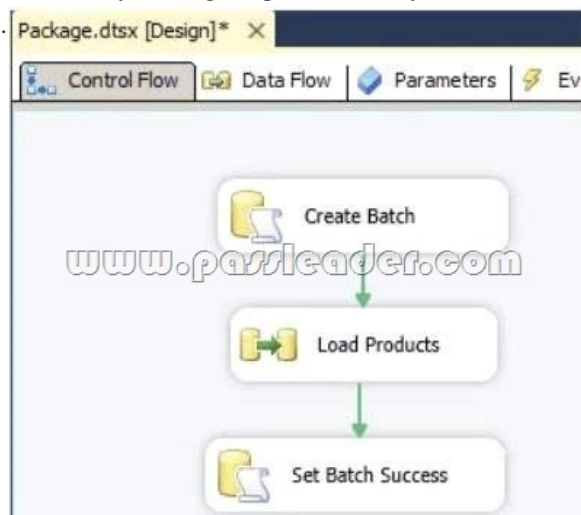 Package.dtsx [Design]*
Control Flow Data Flow Parameters Ev
Create Batch
www.passleader.com
Load Products
Set Batch Success